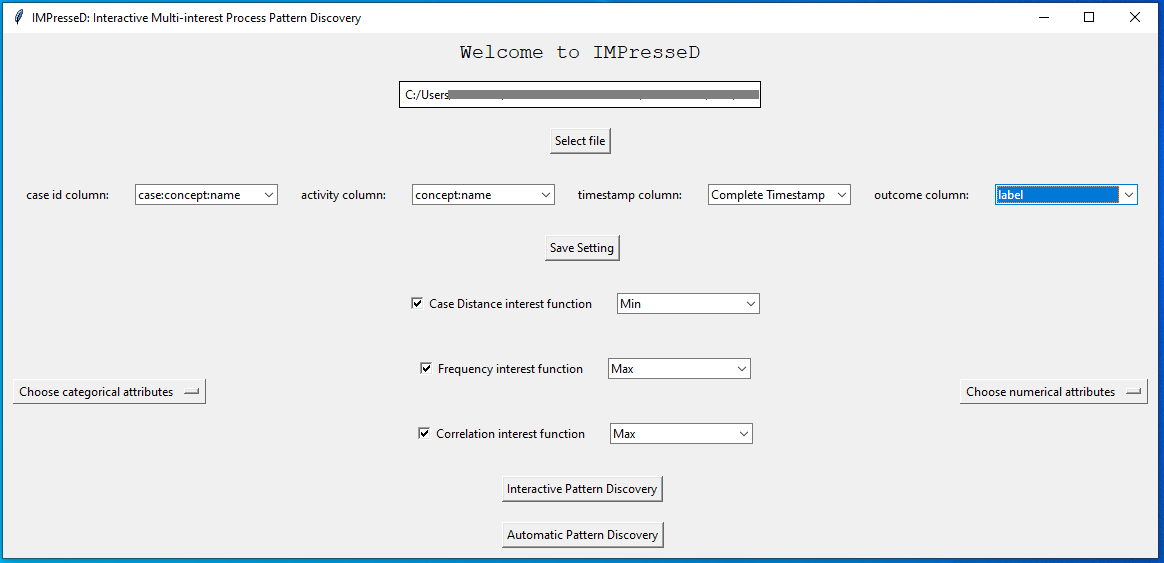 IMPresseD: Interactive Multi-interest Process Pattern Discovery
Welcome to IMPresseD
C:/Users
Select file
case id column: case:concept:name activity column: concept:name timestamp column: Complete Timestamp outcome column: label
Save Setting
Case Distance interest function Min
Frequency interest function Max
Choose categorical attributes Choose numerical attributes
Correlation interest function Max
Interactive Pattern Discovery
Automatic Pattern Discovery